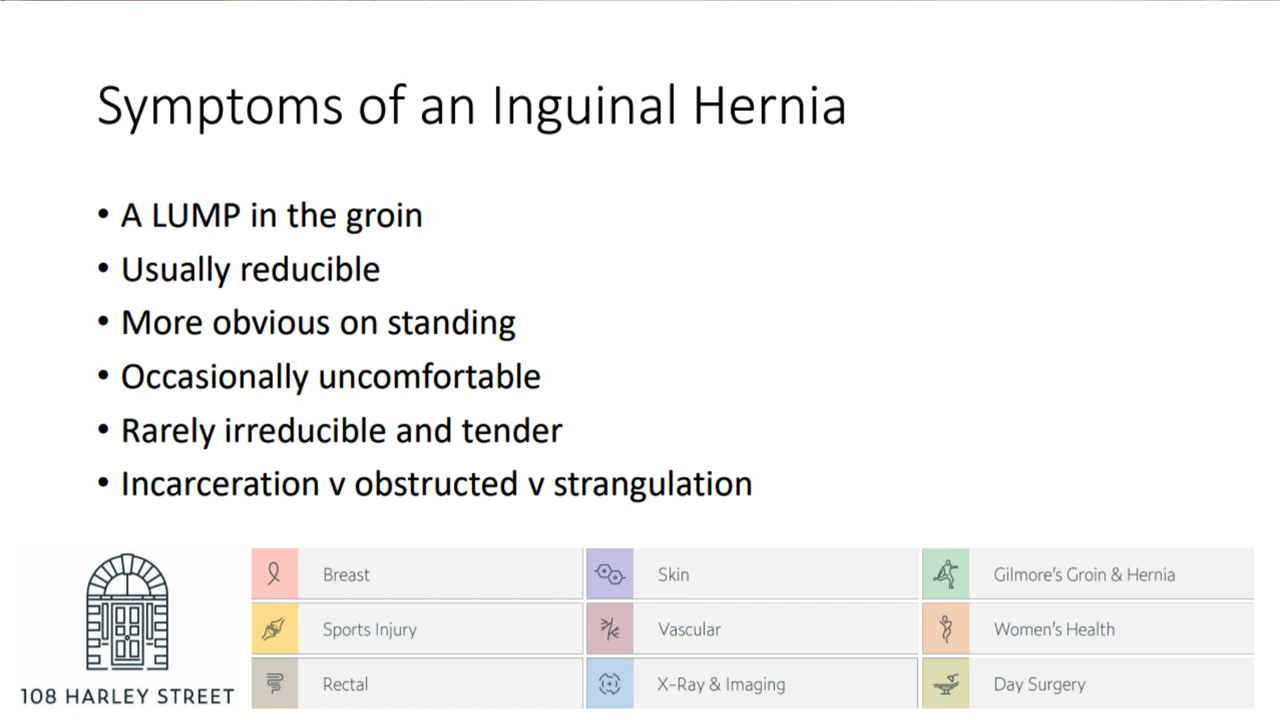 Symptoms of an Inguinal Hernia
• A LUMP in the groin
• Usually reducible
• More obvious on standing
• Occasionally uncomfortable
• Rarely irreducible and tender
• Incarceration v obstructed v strangulation
108 HARLEY STREET
Breast
Skin
Gilmore's Groin & Hernia
Sports Injury
Vascular
Women's Health
Rectal
X-Ray & Imaging
Day Surgery